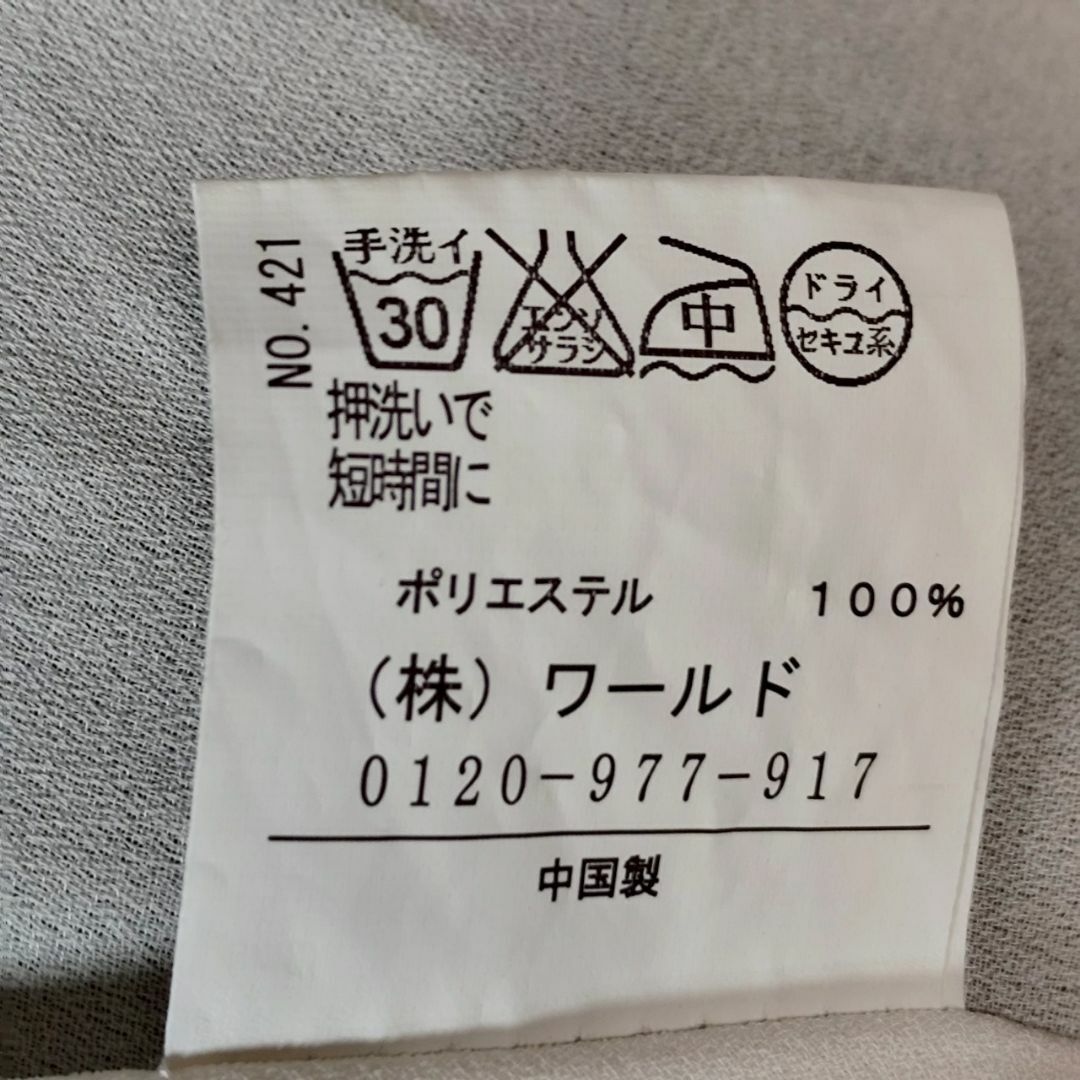 NO. 421
手洗イ
30
エンソ
サラシ
中
ドライ
セキユ系
押洗いで
短時間に
ポリエステル 100%
(株) ワールド
0120-977-917
中国製